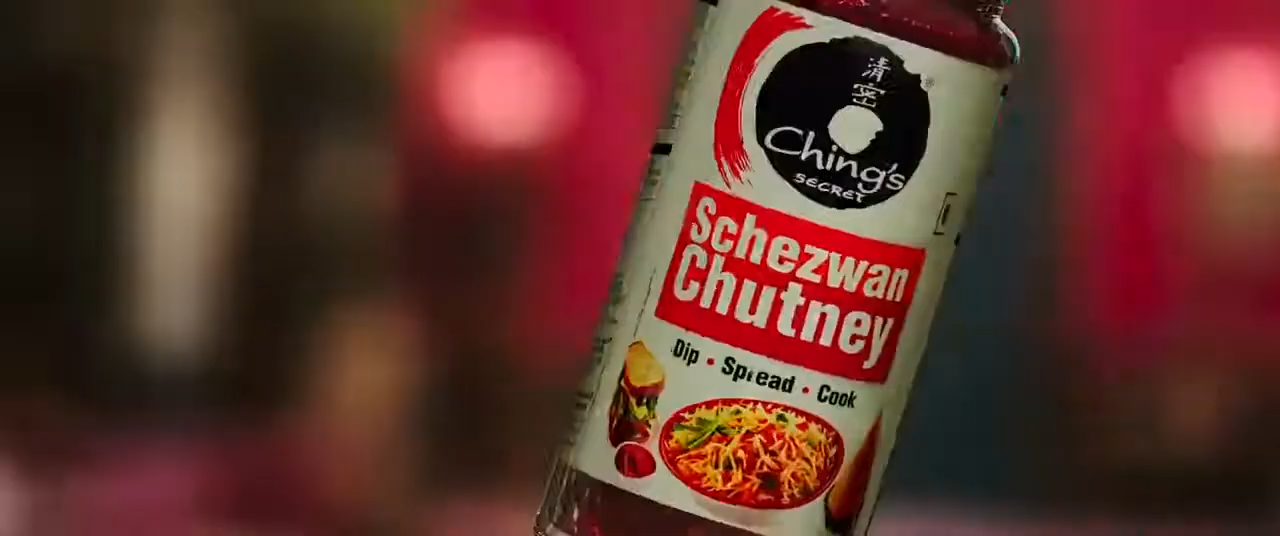 清
密
Ching's
SECRET
®
Schezwan
Chutney
Dip • Spread • Cook